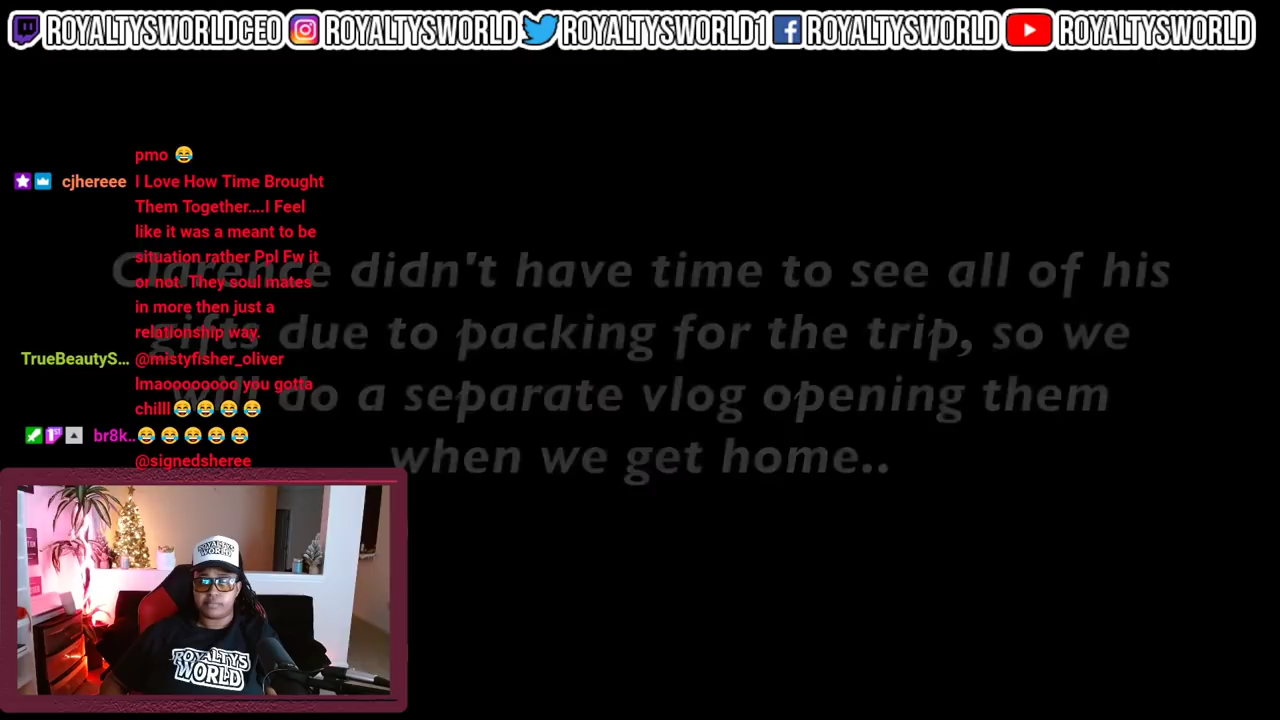 ROYALTYSWORLDCEO ROYALTYSWORLD ROYALTYSWORLD1 ROYALTYSWORLD ROYALTYSWORLD
pmo 😂
cjhereee I Love How Time Brought
Them Together....I Feel
like it was a meant to be
situation rather Ppl Fw it
or not. They soul mates
in more then just a
relationship way.
TrueBeautyS... @mistyfisher_oliver
lmaoooooood you gotta
chilll 😂 😂 😂 😂
br8k.. 😂 😂 😂 😂 😂
@signedsheree
Clarence didn't have time to see all of his
gifts due to packing for the trip, so we
will do a separate vlog opening them
when we get home..
ROYALTYS
WORLD
ROYALTYS
WORLD